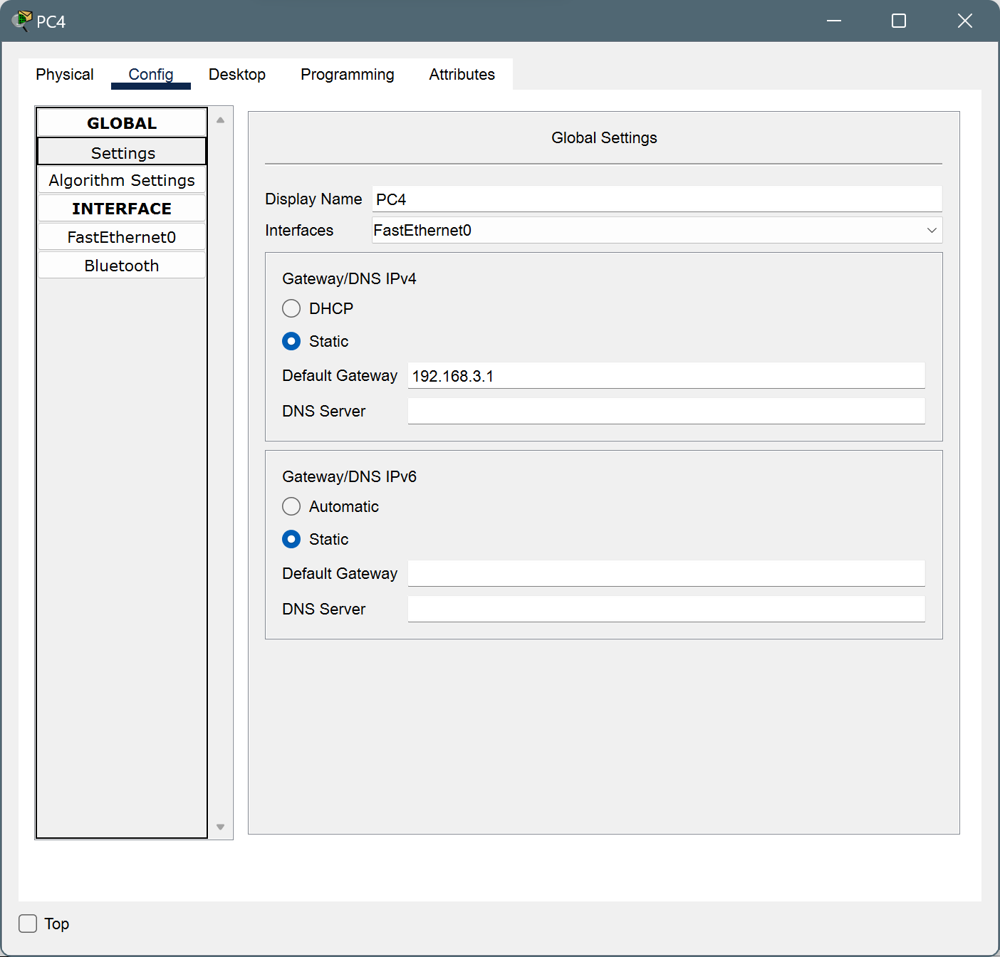 PC4
Physical Config Desktop Programming Attributes
GLOBAL
Settings
Algorithm Settings
INTERFACE
FastEthernet0
Bluetooth
Global Settings
Display Name PC4
Interfaces FastEthernet0
Gateway/DNS IPv4
DHCP
Static
Default Gateway 192.168.3.1
DNS Server
Gateway/DNS IPv6
Automatic
Static
Default Gateway
DNS Server
Top